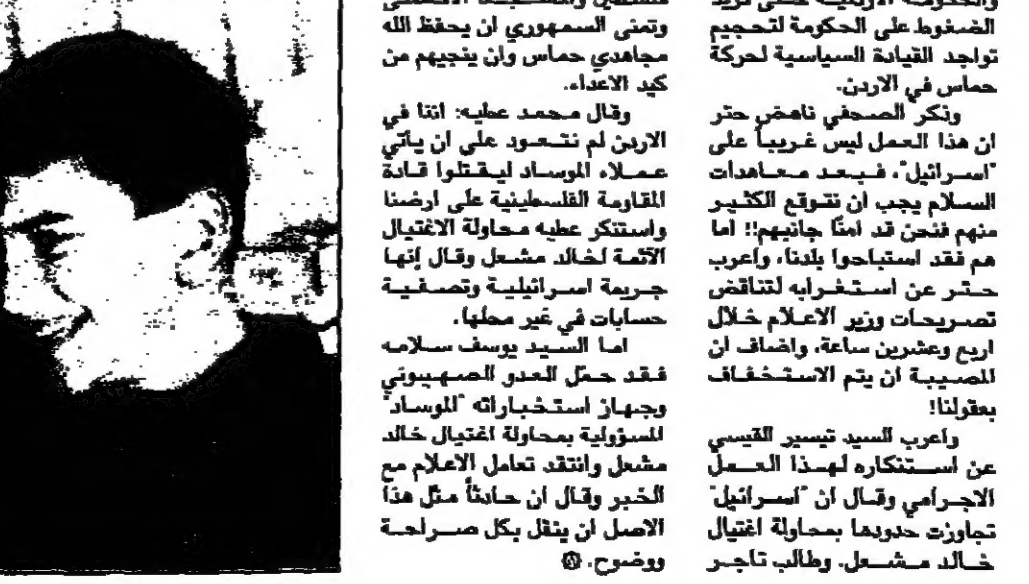 والحكومة الاردنية حتى تزيد
الضغوط على الحكومة لتحجيم
تواجد القيادة السياسية لحركة
حماس في الاردن.
وذكر الصحفي ناهض حتر
ان هذا العمل ليس غريباً على
"اسرائيل"، فبعد معاهدات
السلام يجب ان نتوقع الكثير
منهم فنحن قد امنّا جانبهم!! اما
هم فقد استباحوا بلدنا، واعرب
حتر عن استغرابه لتناقض
تصريحات وزير الاعلام خلال
اربع وعشرين ساعة، واضاف ان
المصيبة ان يتم الاستخفاف
بعقولنا!
واعرب السيد تيسير القيسي
عن استنكاره لهذا العمل
الاجرامي وقال ان "اسرائيل"
تجاوزت حدودها بمحاولة اغتيال
خالد مشعل. وطالب تاجر
وتمنى السمهوري ان يحفظ الله
مجاهدي حماس وان ينجيهم من
كيد الاعداء.
وقال محمد عطيه: اننا في
الاردن لم نتعود على ان يأتي
عملاء الموساد ليقتلوا قادة
المقاومة الفلسطينية على ارضنا
واستنكر عطيه محاولة الاغتيال
الآثمة لخالد مشعل وقال إنها
جريمة اسرائيلية وتصفية
حسابات في غير محلها.
اما السيد يوسف سلامه
فقد حمّل العدو الصهيوني
وجهاز استخباراته "الموساد"
المسؤولية بمحاولة اغتيال خالد
مشعل وانتقد تعامل الاعلام مع
الخبر وقال ان حادثاً مثل هذا
الاصل ان ينقل بكل صراحة
ووضوح.